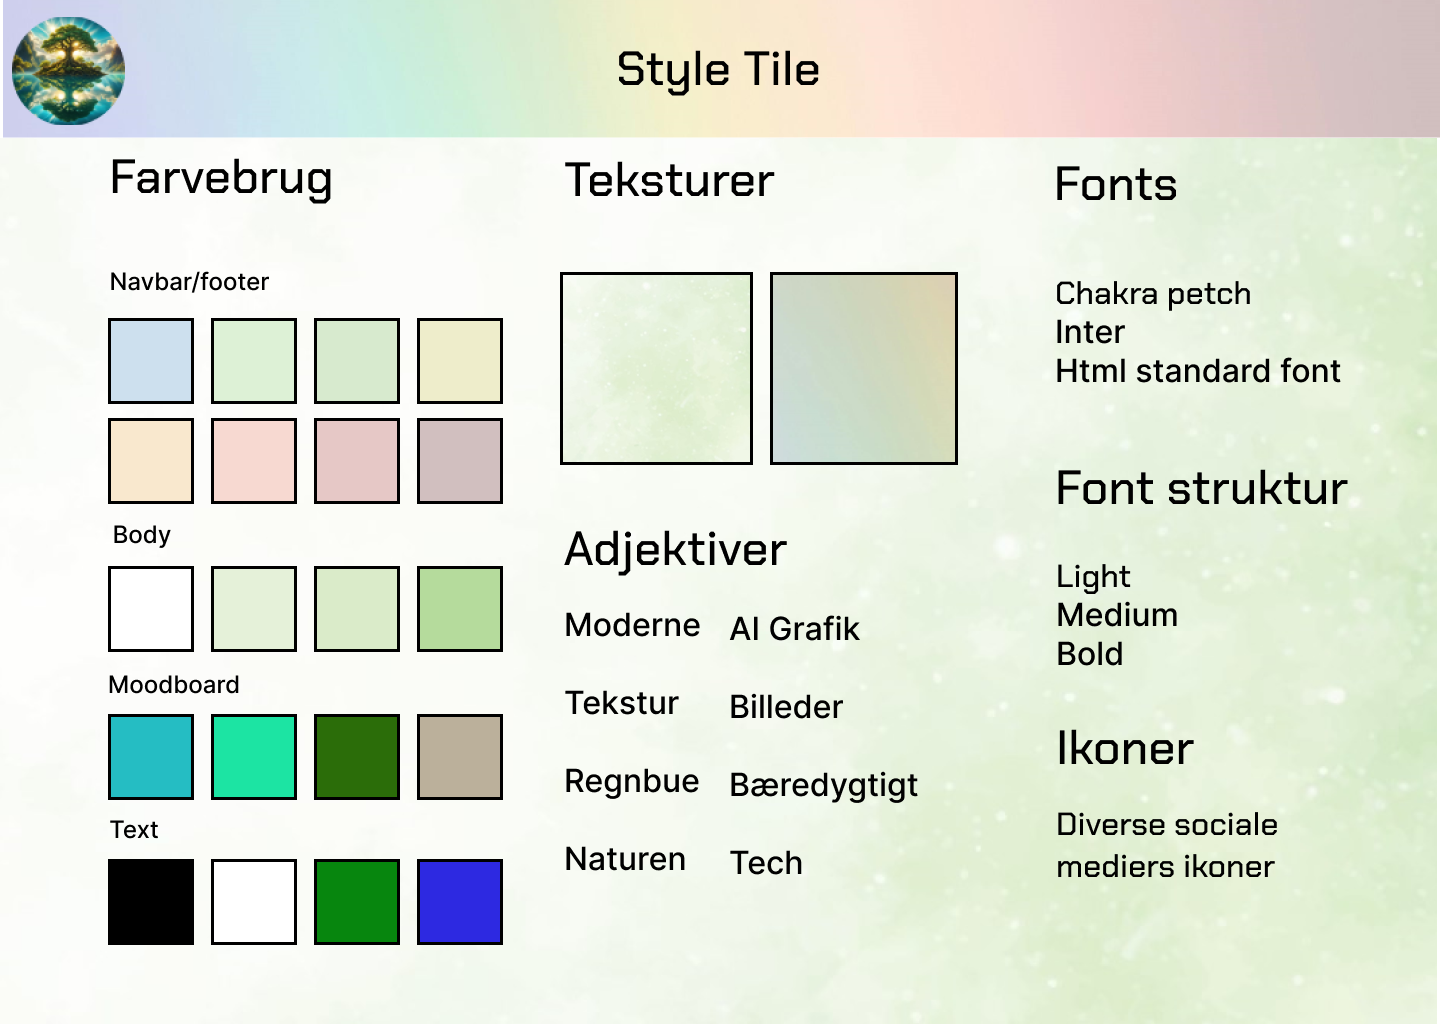 Style Tile
Farvebrug
Navbar/footer
Body
Moodboard
Text
Teksturer
Adjektiver
Moderne
AI Grafik
Tekstur
Billeder
Regnbue
Bæredygtigt
Naturen
Tech
Fonts
Chakra petch
Inter
Html standard font
Font struktur
Light
Medium
Bold
Ikoner
Diverse sociale
mediers ikoner